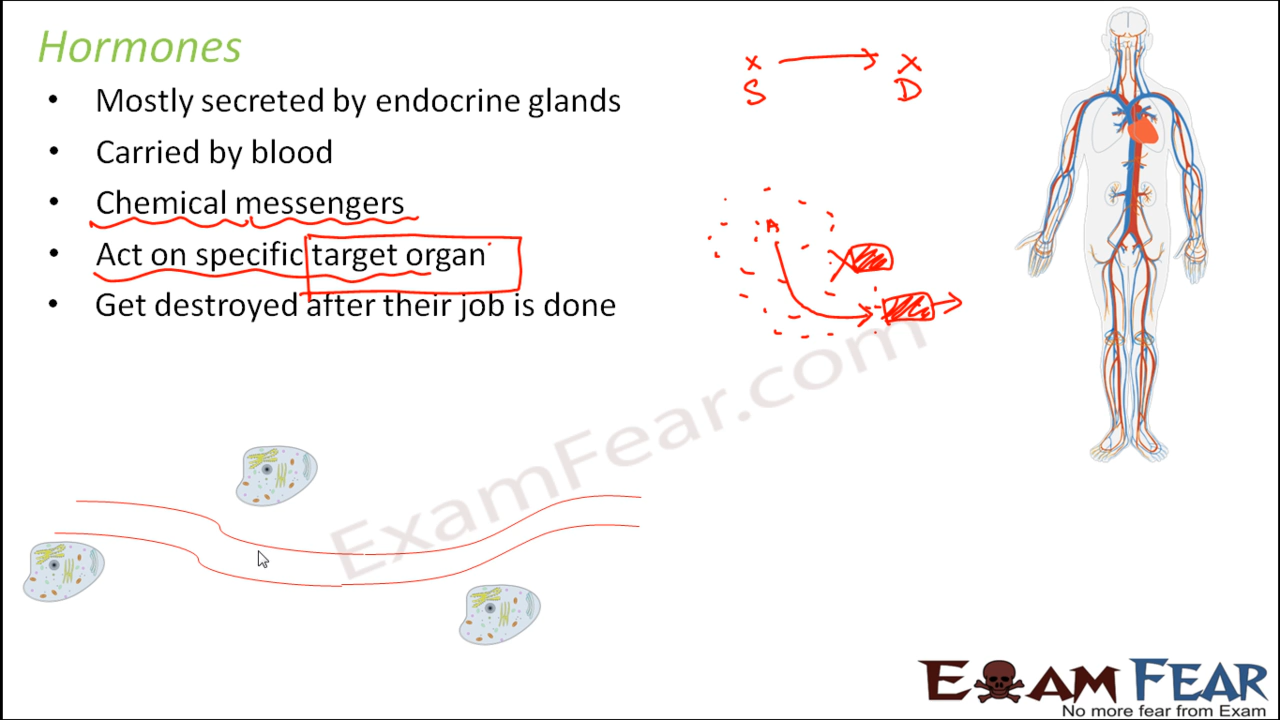 Hormones
• Mostly secreted by endocrine glands
• Carried by blood
• Chemical messengers
• Act on specific target organ
• Get destroyed after their job is done
x x
S D
A
ExamFear.com
EXAM FEAR
No more fear from Exam